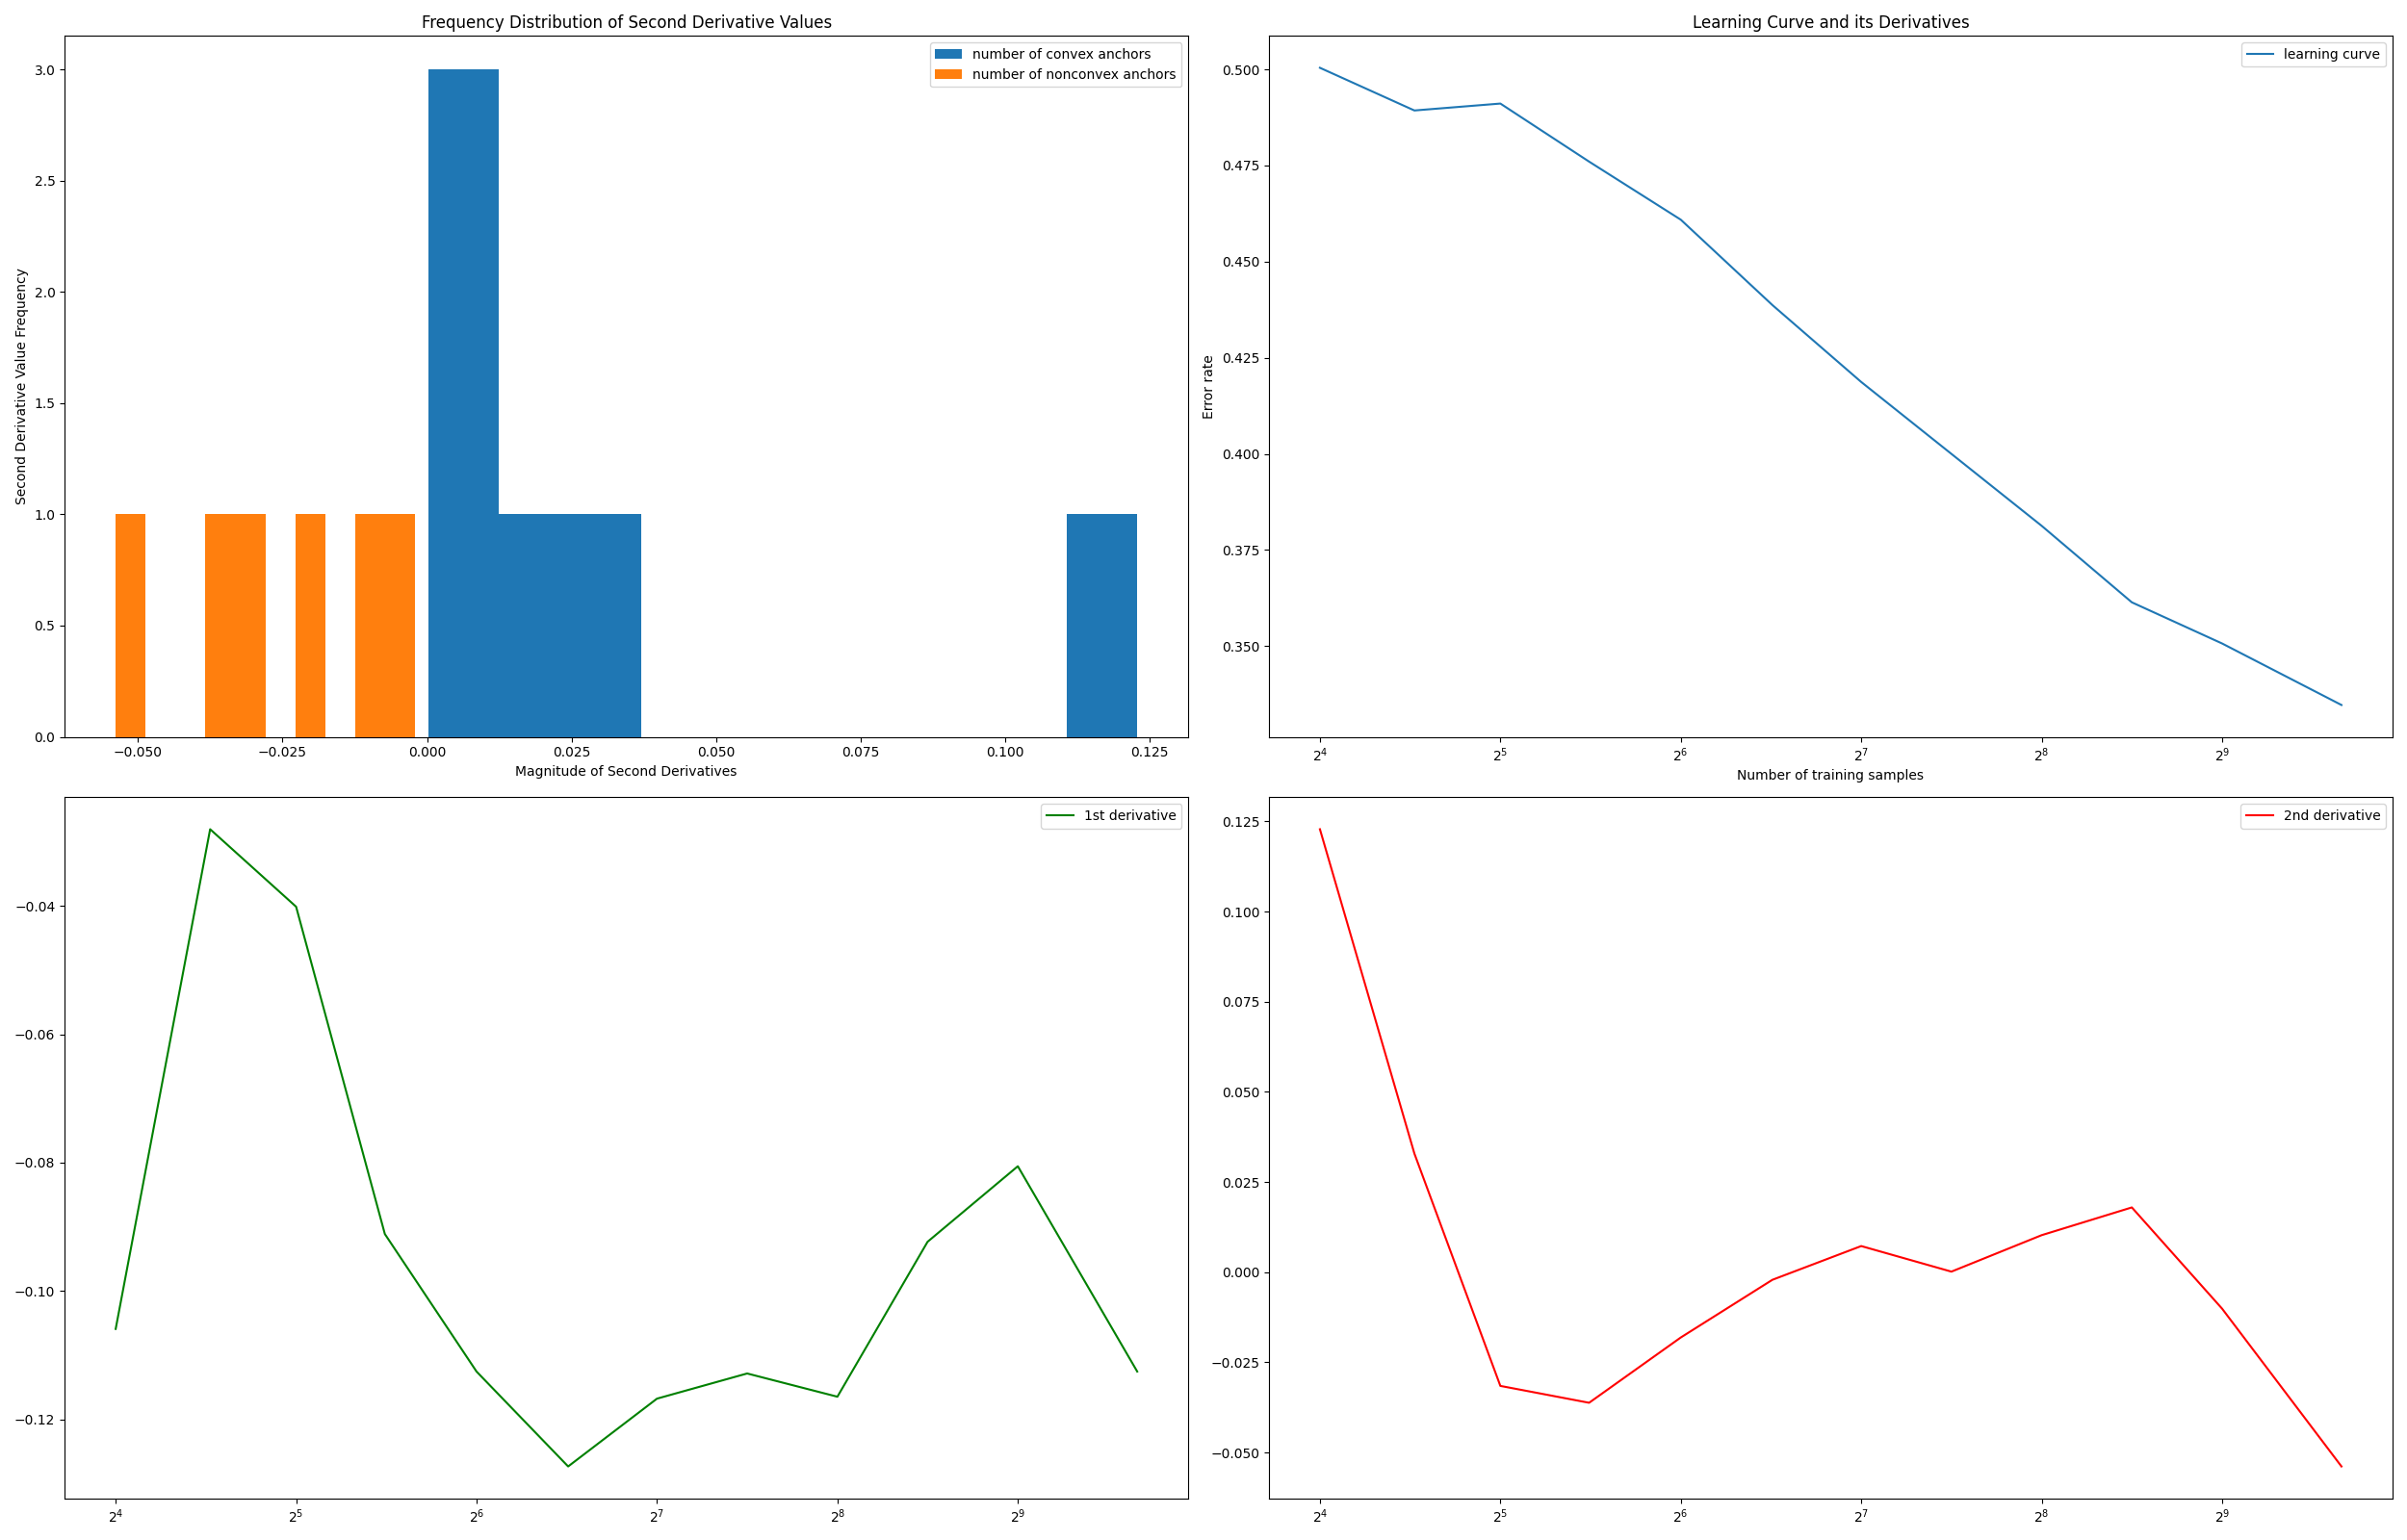 Frequency Distribution of Second Derivative Values
number of convex anchors
number of nonconvex anchors
3.0
2.5
2.0
1.5
1.0
0.5
0.0
Second Derivative Value Frequency
−0.050 −0.025 0.000 0.025 0.050 0.075 0.100 0.125
Magnitude of Second Derivatives
Learning Curve and its Derivatives
learning curve
0.500
0.475
0.450
0.425
0.400
0.375
0.350
Error rate
2⁴ 2⁵ 2⁶ 2⁷ 2⁸ 2⁹
Number of training samples
1st derivative
−0.04
−0.06
−0.08
−0.10
−0.12
2⁴ 2⁵ 2⁶ 2⁷ 2⁸ 2⁹
2nd derivative
0.125
0.100
0.075
0.050
0.025
0.000
−0.025
−0.050
2⁴ 2⁵ 2⁶ 2⁷ 2⁸ 2⁹